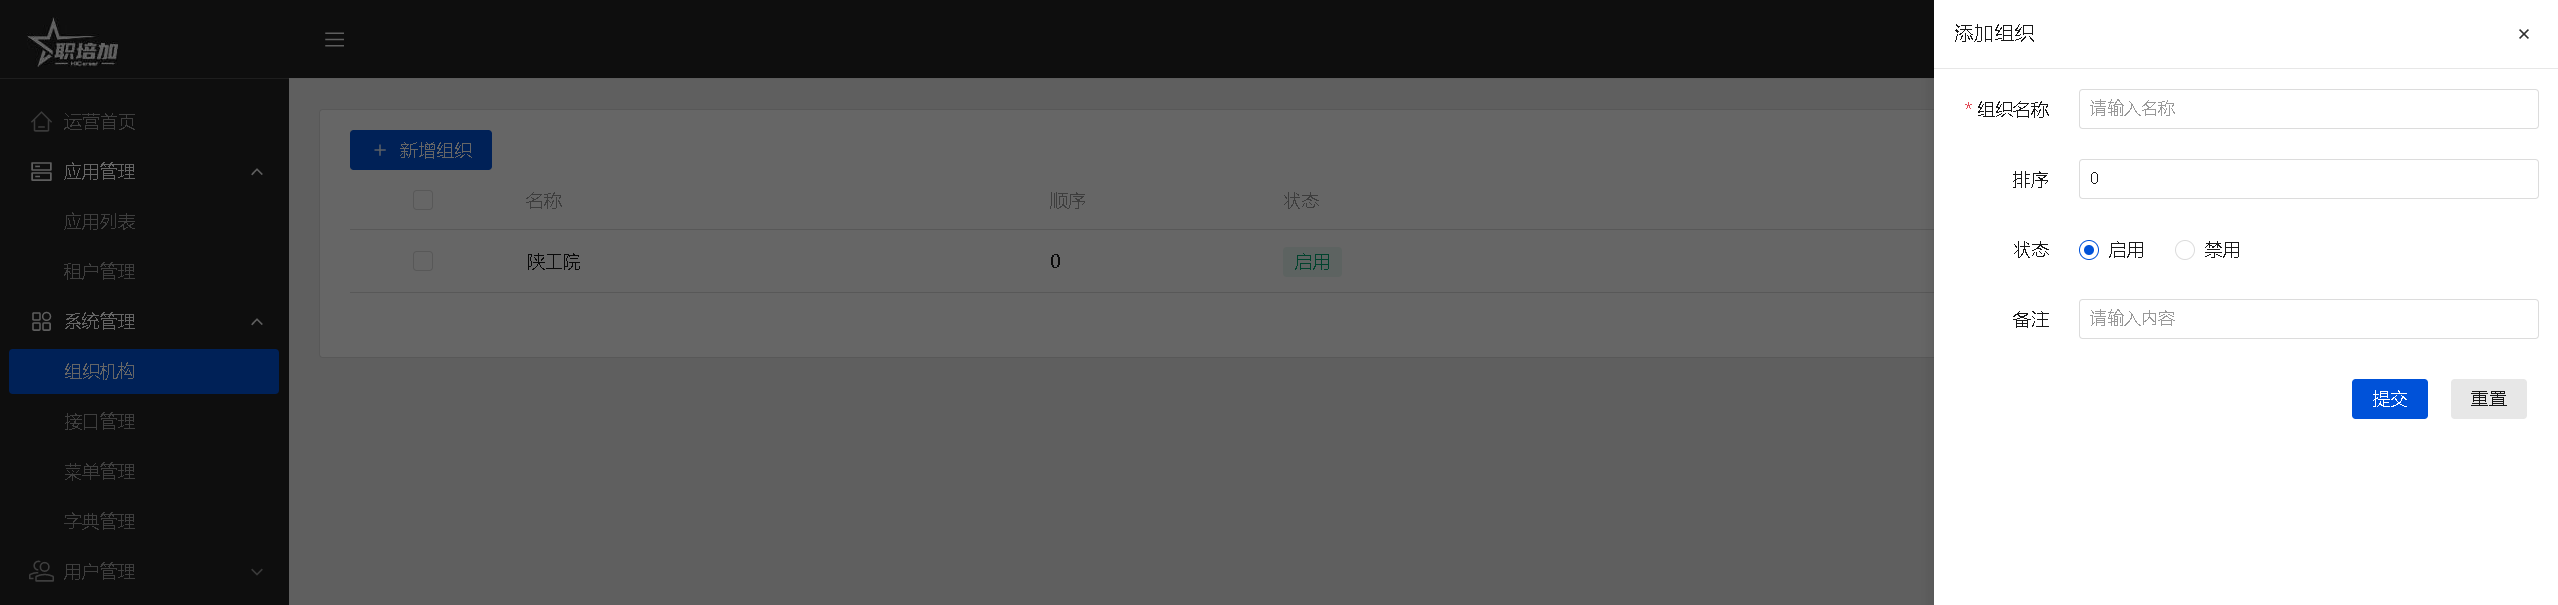 职培加
HiCareer
运营首页
应用管理
应用列表
租户管理
系统管理
组织机构
接口管理
菜单管理
字典管理
用户管理
+ 新增组织
名称 顺序 状态
陕工院 0 启用
添加组织
* 组织名称 请输入名称
排序 0
状态 启用 禁用
备注 请输入内容
提交 重置